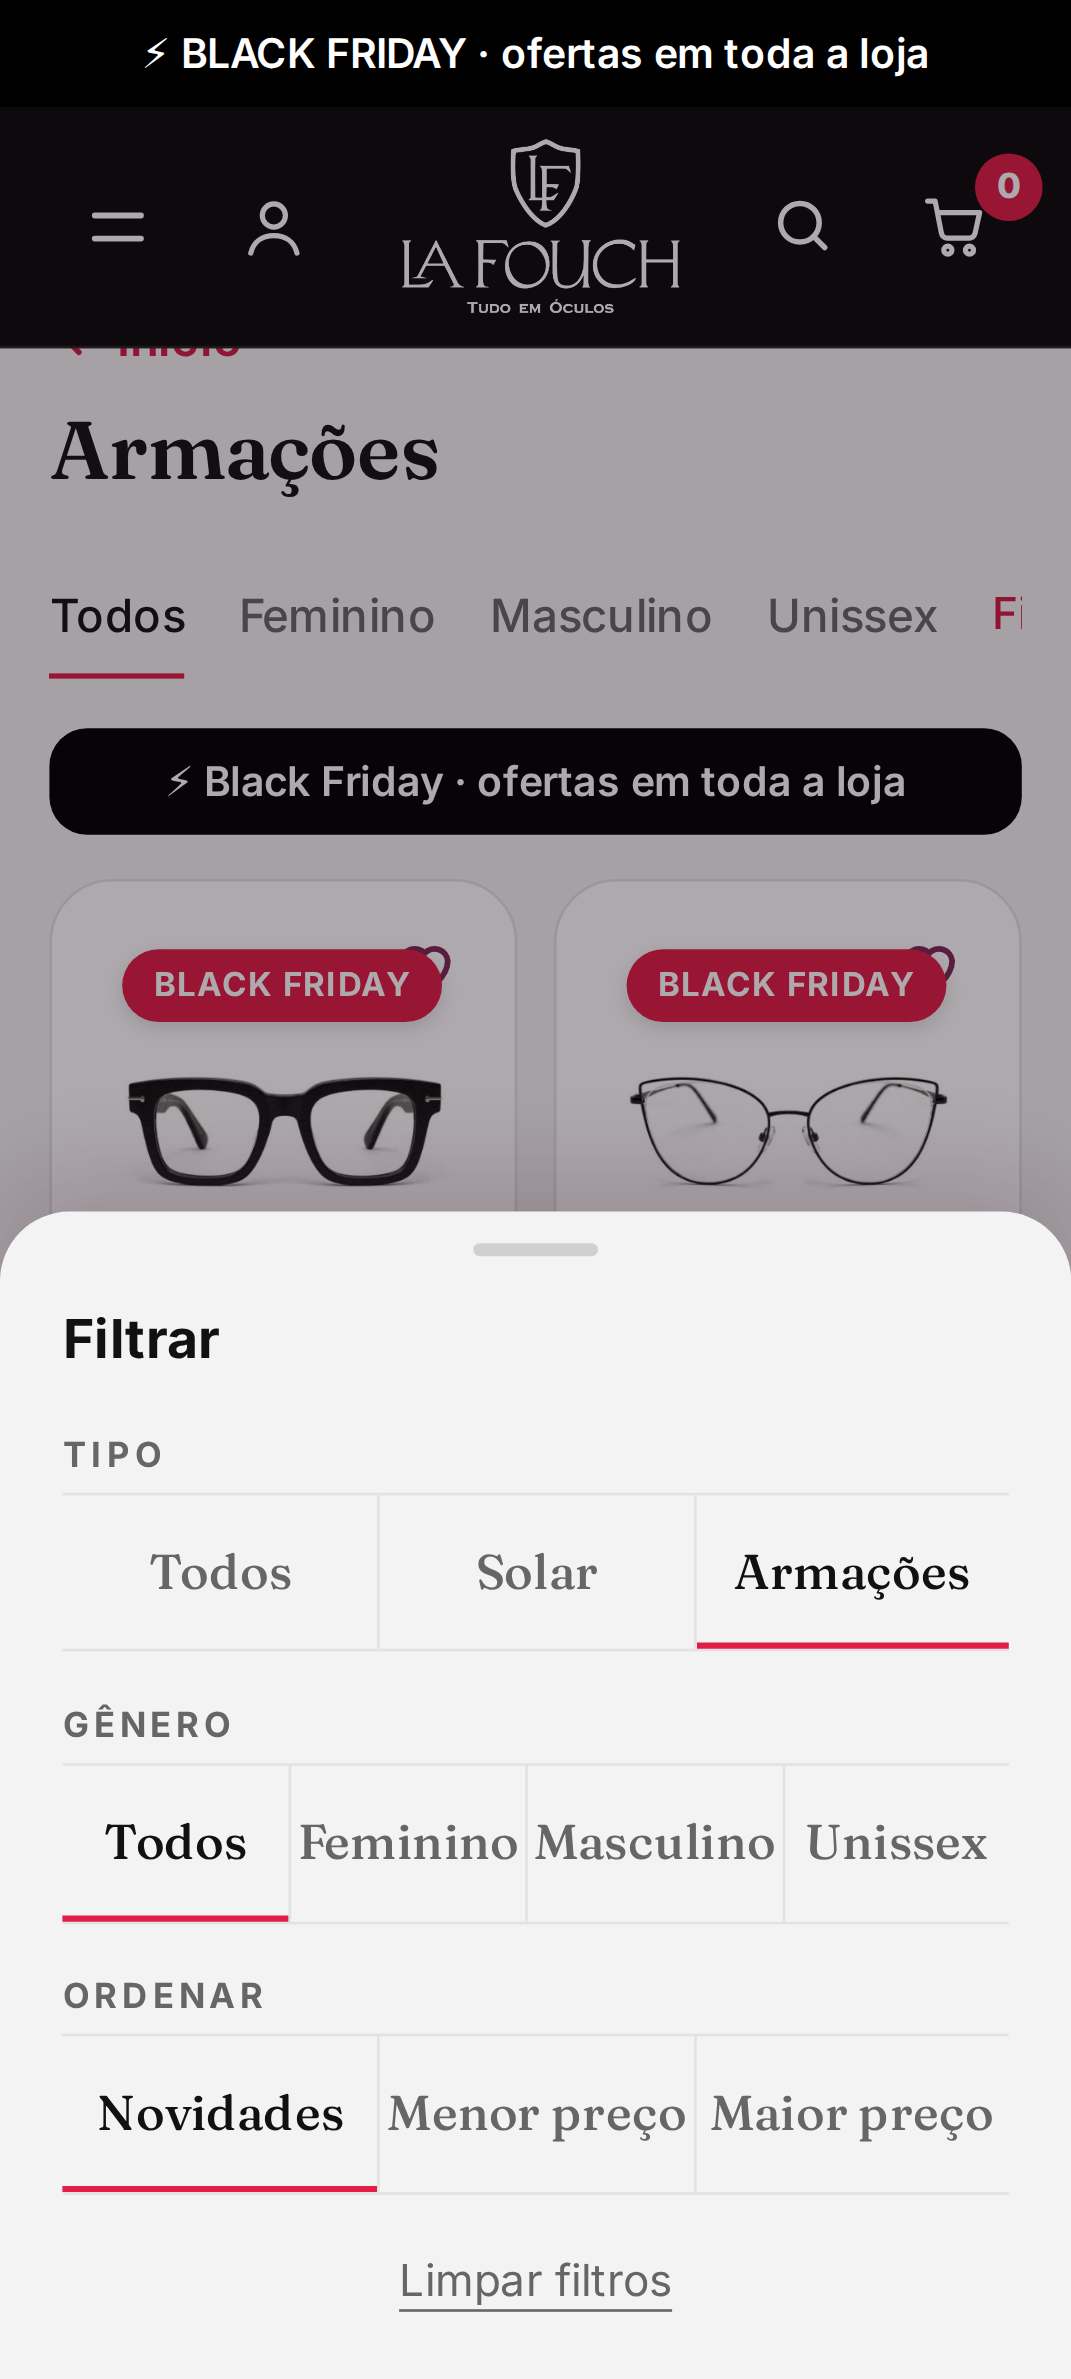 ⚡ BLACK FRIDAY · ofertas em toda a loja
LF
0
LA FOUCH
Tudo em Óculos
Início
Armações
Todos Feminino Masculino Unissex
⚡ Black Friday · ofertas em toda a loja
BLACK FRIDAY BLACK FRIDAY
Filtrar
TIPO
Todos Solar Armações
GÊNERO
Todos Feminino Masculino Unissex
ORDENAR
Novidades Menor preço Maior preço
Limpar filtros